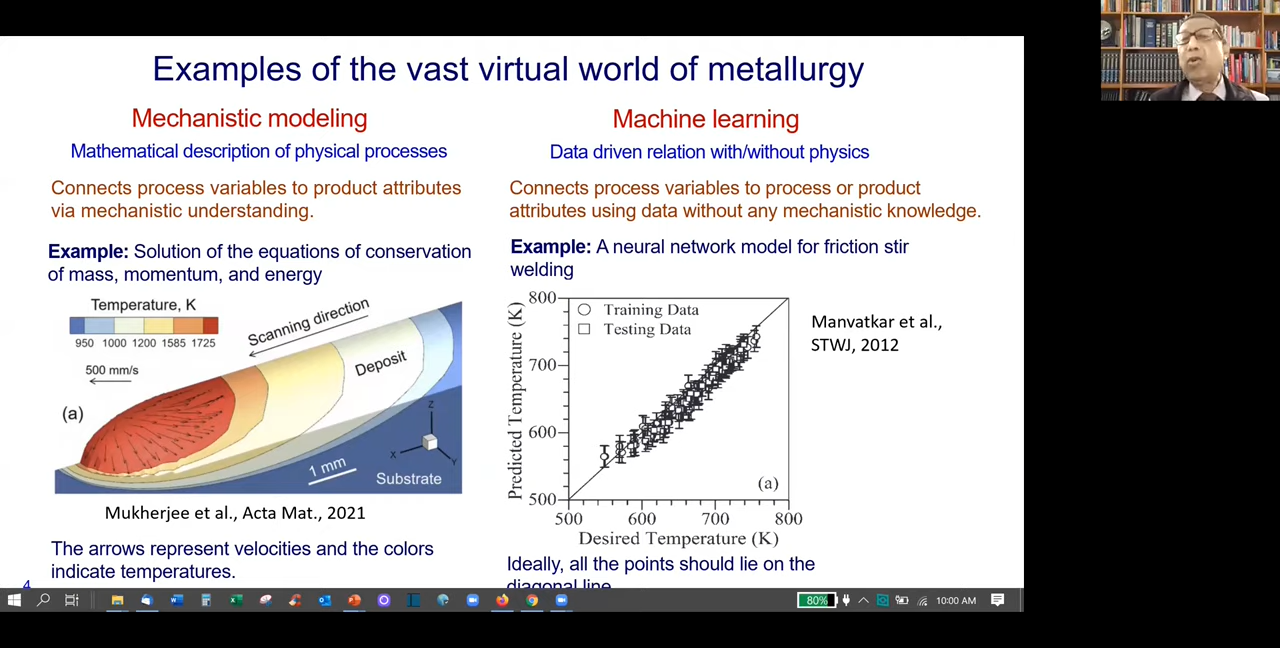 Examples of the vast virtual world of metallurgy
Mechanistic modeling
Mathematical description of physical processes
Connects process variables to product attributes
via mechanistic understanding.
Example: Solution of the equations of conservation
of mass, momentum, and energy
Temperature, K
950 1000 1200 1585 1725
500 mm/s
Scanning direction
Deposit
(a)
Z
X
Y
1 mm
Substrate
Mukherjee et al., Acta Mat., 2021
The arrows represent velocities and the colors
indicate temperatures.
4
Machine learning
Data driven relation with/without physics
Connects process variables to process or product
attributes using data without any mechanistic knowledge.
Example: A neural network model for friction stir
welding
Predicted Temperature (K)
800
700
600
500
Training Data
Testing Data
(a)
500 600 700 800
Desired Temperature (K)
Manvatkar et al.,
STWJ, 2012
Ideally, all the points should lie on the
diagonal line
80%
10:00 AM